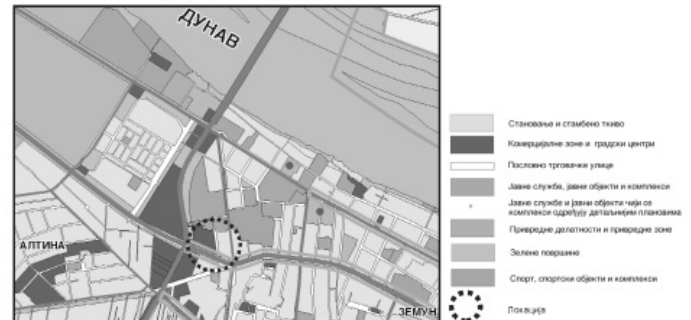 ДУНАВ
АЛТИНА
ЗЕМУН
Становање и стамбено ткиво
Комерцијалне зоне и градски центри
Пословно трговачке улице
Јавне службе, јавни објекти и комплекси
Јавне службе и јавни објекти чији се
комплекси одређују детаљнијим плановима
Привредне делатности и привредне зоне
Зелене површине
Спорт, спортски објекти и комплекси
Локација